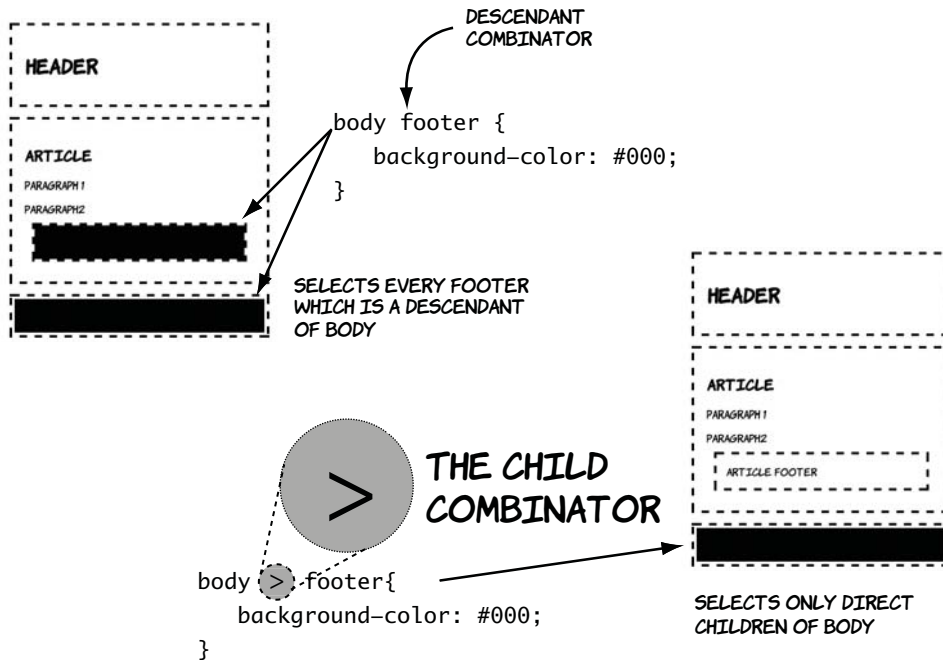 DESCENDANT
COMBINATOR
HEADER
ARTICLE
PARAGRAPH 1
PARAGRAPH2
body footer {
background-color: #000;
}
SELECTS EVERY FOOTER
WHICH IS A DESCENDANT
OF BODY
HEADER
ARTICLE
PARAGRAPH 1
PARAGRAPH2
ARTICLE FOOTER
>
THE CHILD
COMBINATOR
body > footer{
background-color: #000;
}
SELECTS ONLY DIRECT
CHILDREN OF BODY